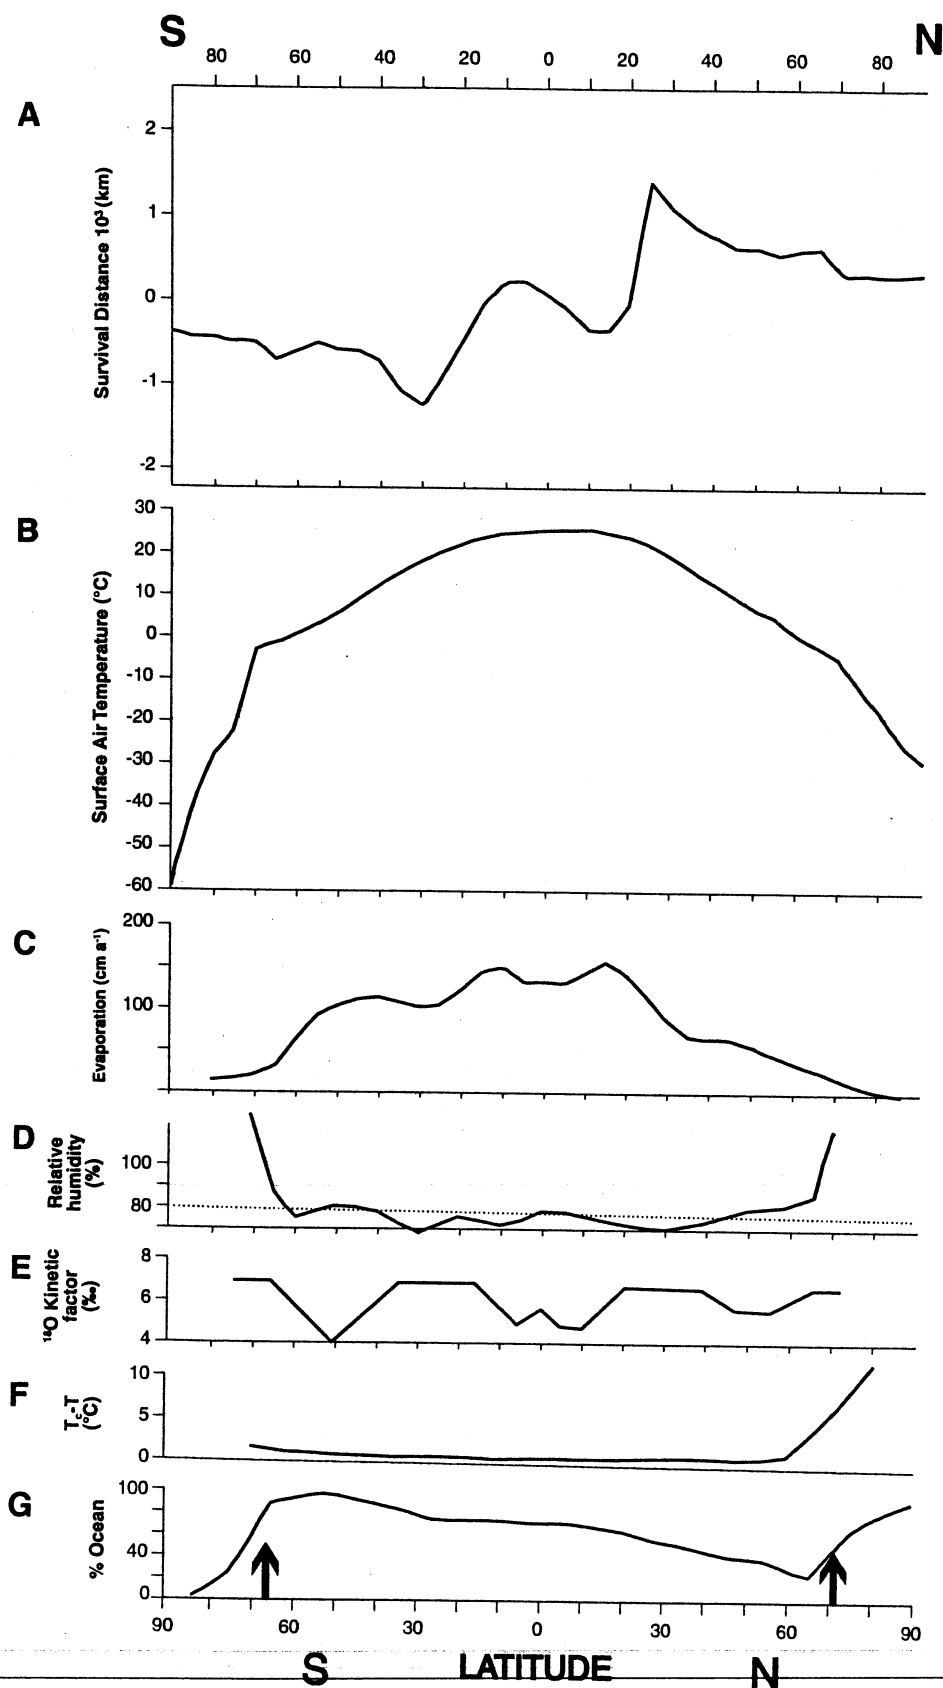 S N
80 60 40 20 0 20 40 60 80
A
Survival Distance 10³ (km)
2
1
0
-1
-2
B
Surface Air Temperature (°C)
30
20
10
0
-10
-20
-30
-40
-50
-60
C
Evaporation (cm a⁻¹)
200
100
D
Relative
humidity
(%)
100
80
E
¹⁸O Kinetic
factor
(‰)
8
6
4
F
Tc-T
(°C)
10
5
0
G
% Ocean
100
40
0
90 60 30 0 30 60 90
S LATITUDE N